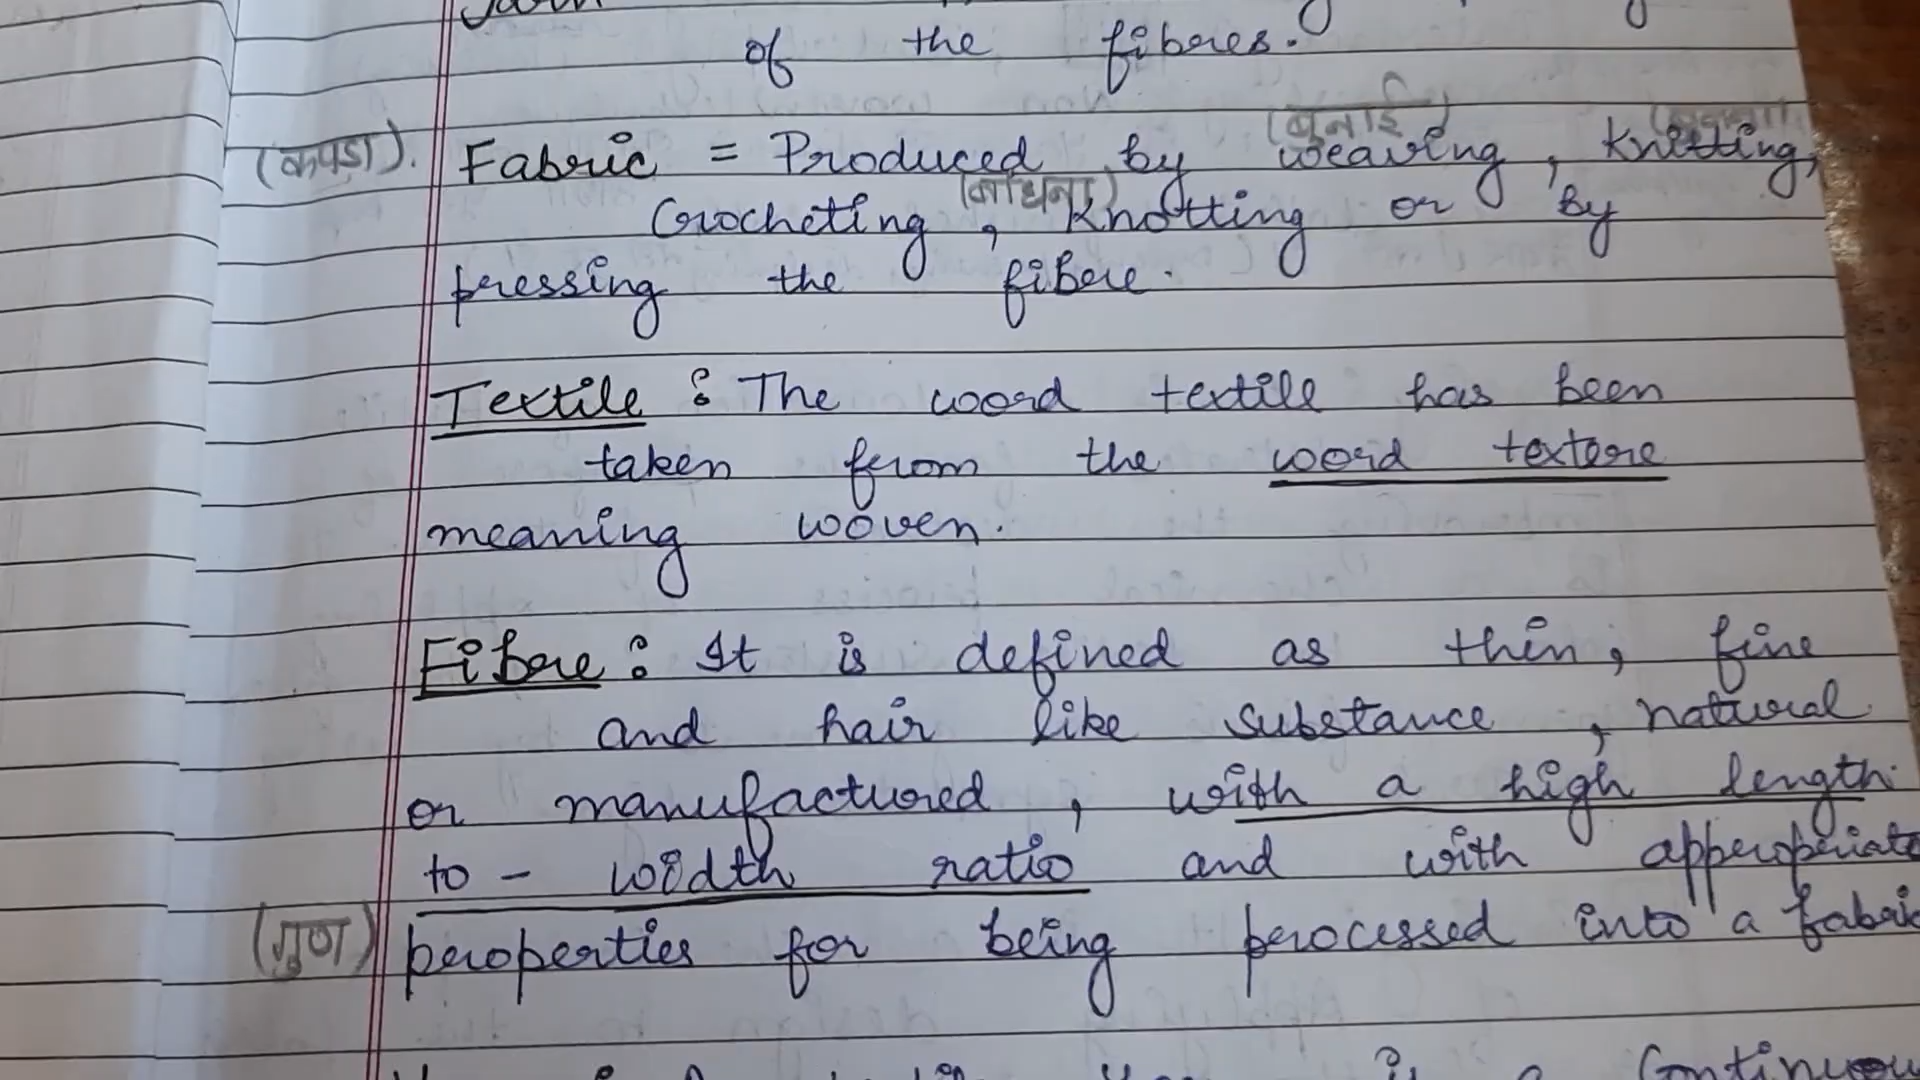 of the fibres.
(बुनाई)
(कपडा). Fabric = Produced by weaving, Knitting,
(बाधना)
Crocheting, Knotting or by
pressing the fibre.
Textile : The word textile has been
taken from the word textere
meaning woven.
Fibre : It is defined as thin, fine
and hair like substance, natural
or manufactured, with a high length
to - width ratio and with appropriate
(गुण) properties for being processed into a fabric